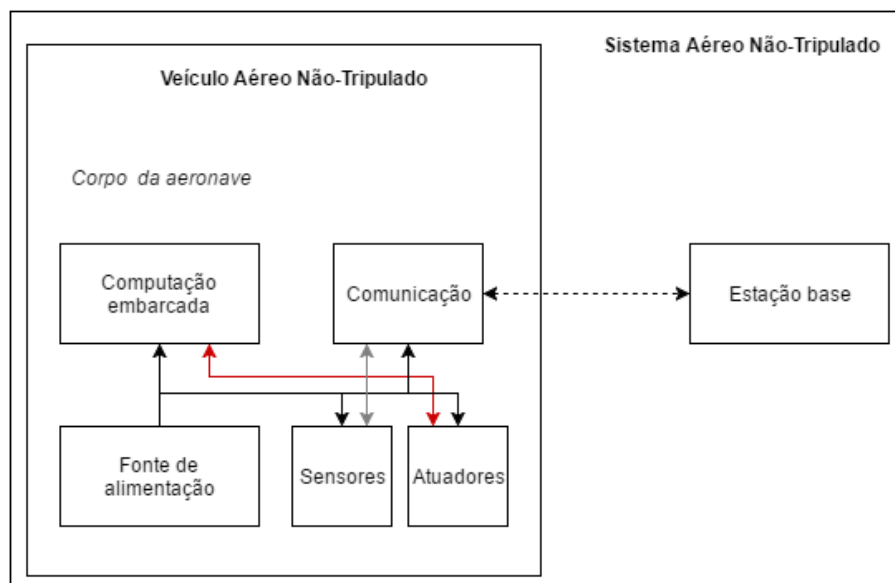 Sistema Aéreo Não-Tripulado
Veículo Aéreo Não-Tripulado
Corpo da aeronave
Computação
embarcada
Comunicação
Estação base
Fonte de
alimentação
Sensores
Atuadores